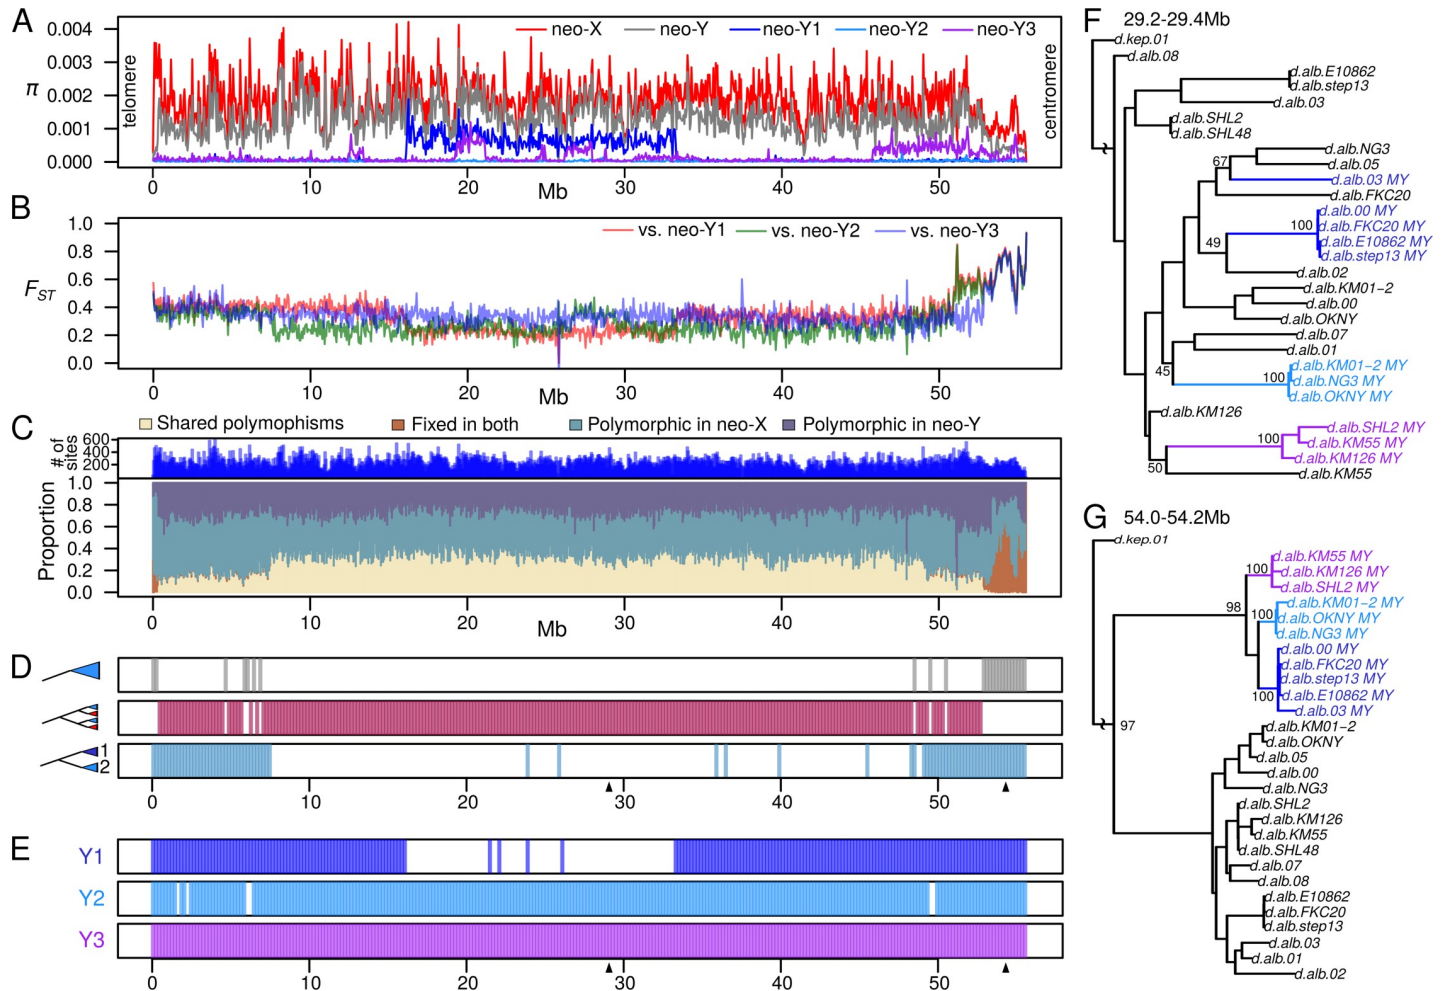 A
telomere
neo-X
neo-Y
neo-Y1
neo-Y2
neo-Y3
centromere
π
0.004
0.003
0.002
0.001
0.000
0 10 20 30 40 50
Mb
B
vs. neo-Y1
vs. neo-Y2
vs. neo-Y3
FST
1.0
0.8
0.6
0.4
0.2
0.0
0 10 20 30 40 50
Mb
C
Shared polymophisms
Fixed in both
Polymorphic in neo-X
Polymorphic in neo-Y
# of
sites
600
400
200
Proportion
1.0
0.8
0.6
0.4
0.2
0.0
0 10 20 30 40 50
Mb
D
1
2
0 10 20 30 40 50
E
Y1
Y2
Y3
0 10 20 30 40 50
F
29.2-29.4Mb
d.kep.01
d.alb.08
d.alb.E10862
d.alb.step13
d.alb.03
d.alb.SHL2
d.alb.SHL48
d.alb.NG3
67
d.alb.05
d.alb.03 MY
d.alb.FKC20
d.alb.00 MY
100
d.alb.FKC20 MY
d.alb.E10862 MY
49
d.alb.step13 MY
d.alb.02
d.alb.KM01-2
d.alb.00
d.alb.OKNY
d.alb.07
d.alb.01
d.alb.KM01-2 MY
45
100
d.alb.NG3 MY
d.alb.OKNY MY
d.alb.KM126
d.alb.SHL2 MY
100
d.alb.KM55 MY
d.alb.KM126 MY
50
d.alb.KM55
G
54.0-54.2Mb
d.kep.01
d.alb.KM55 MY
100
d.alb.KM126 MY
d.alb.SHL2 MY
98
d.alb.KM01-2 MY
100
d.alb.OKNY MY
d.alb.NG3 MY
d.alb.00 MY
d.alb.FKC20 MY
d.alb.step13 MY
100
d.alb.E10862 MY
d.alb.03 MY
97
d.alb.KM01-2
d.alb.OKNY
d.alb.05
d.alb.00
d.alb.NG3
d.alb.SHL2
d.alb.KM126
d.alb.KM55
d.alb.SHL48
d.alb.07
d.alb.08
d.alb.E10862
d.alb.FKC20
d.alb.step13
d.alb.03
d.alb.01
d.alb.02